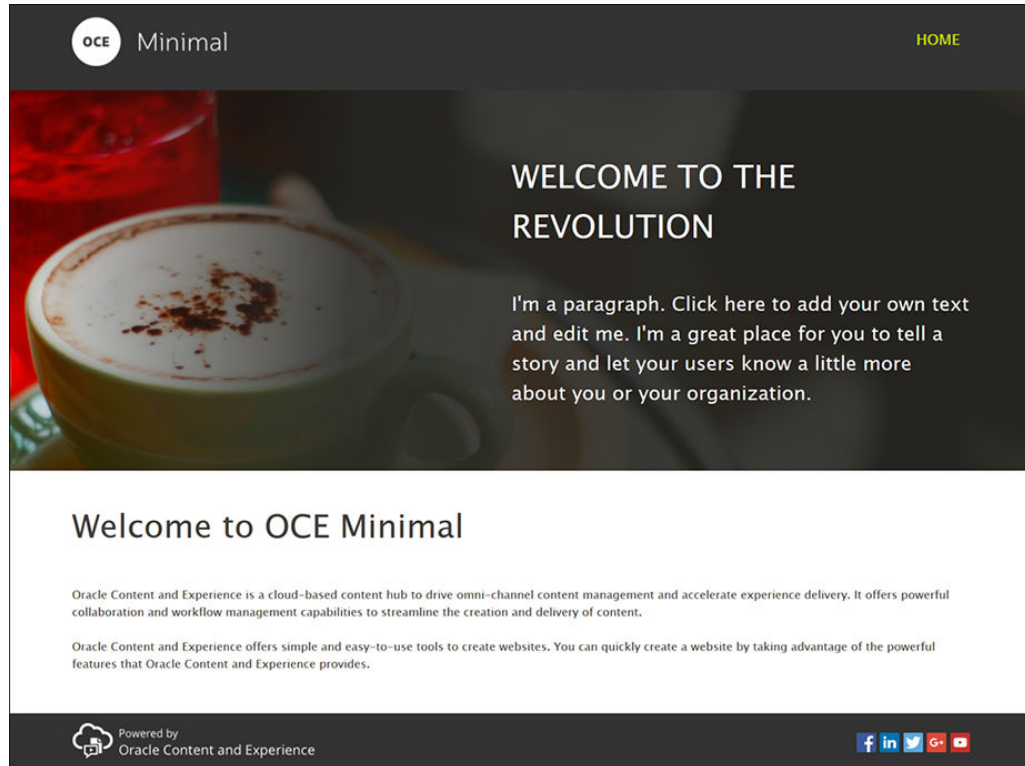 OCE Minimal
HOME
WELCOME TO THE
REVOLUTION
I'm a paragraph. Click here to add your own text
and edit me. I'm a great place for you to tell a
story and let your users know a little more
about you or your organization.
Welcome to OCE Minimal
Oracle Content and Experience is a cloud-based content hub to drive omni-channel content management and accelerate experience delivery. It offers powerful
collaboration and workflow management capabilities to streamline the creation and delivery of content.
Oracle Content and Experience offers simple and easy-to-use tools to create websites. You can quickly create a website by taking advantage of the powerful
features that Oracle Content and Experience provides.
Powered by
Oracle Content and Experience
f in G+